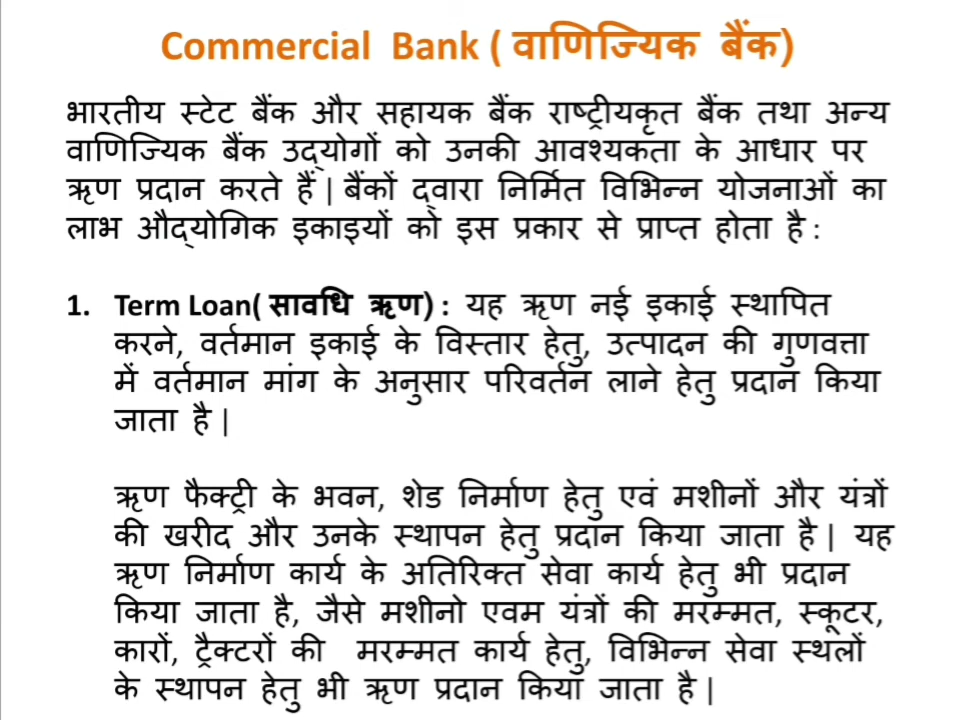 Commercial Bank ( वाणिज्यिक बैंक)
भारतीय स्टेट बैंक और सहायक बैंक राष्ट्रीयकृत बैंक तथा अन्य
वाणिज्यिक बैंक उद्योगों को उनकी आवश्यकता के आधार पर
ऋण प्रदान करते हैं | बैंकों द्वारा निर्मित विभिन्न योजनाओं का
लाभ औद्योगिक इकाइयों को इस प्रकार से प्राप्त होता है :
1. Term Loan( सावधि ऋण) : यह ऋण नई इकाई स्थापित
करने, वर्तमान इकाई के विस्तार हेतु, उत्पादन की गुणवत्ता
में वर्तमान मांग के अनुसार परिवर्तन लाने हेतु प्रदान किया
जाता है |
ऋण फैक्ट्री के भवन, शेड निर्माण हेतु एवं मशीनों और यंत्रों
की खरीद और उनके स्थापन हेतु प्रदान किया जाता है | यह
ऋण निर्माण कार्य के अतिरिक्त सेवा कार्य हेतु भी प्रदान
किया जाता है, जैसे मशीनो एवम यंत्रों की मरम्मत, स्कूटर,
कारों, ट्रैक्टरों की मरम्मत कार्य हेतु, विभिन्न सेवा स्थलों
के स्थापन हेतु भी ऋण प्रदान किया जाता है |